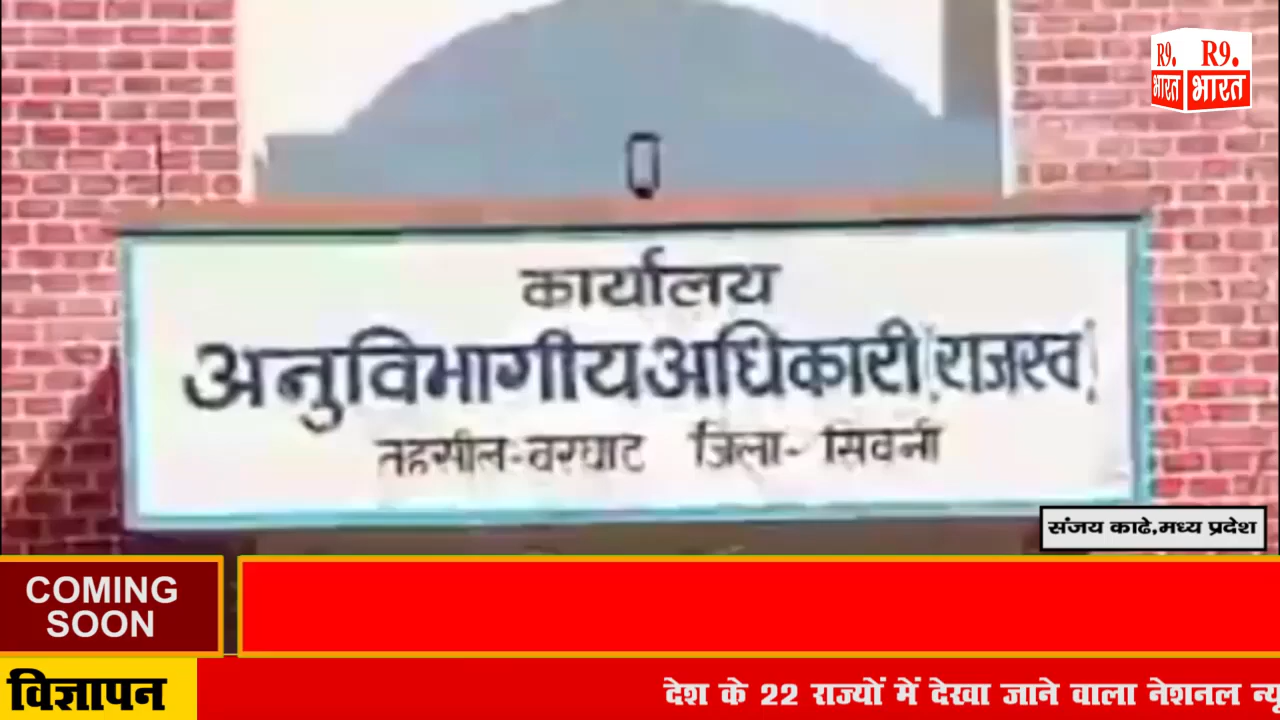 R9. R9.
भारत भारत
कार्यालय
अनुविभागीय अधिकारी (राजस्व)
तहसील-बरघाट जिला- सिवनी
संजय काढे,मध्य प्रदेश
COMING
SOON
विज्ञापन
देश के 22 राज्यों में देखा जाने वाला नेशनल